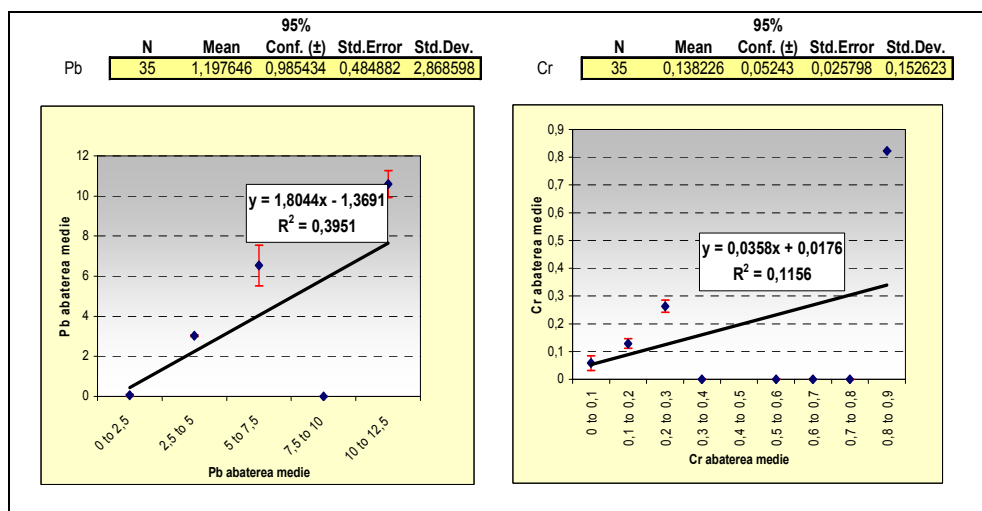 95%
N Mean Conf. (±) Std.Error Std.Dev.
Pb 35 1,197646 0,985434 0,484882 2,868598
12
10
8
6
4
2
0
Pb abaterea medie
y = 1,8044x - 1,3691
R² = 0,3951
0 to 2,5
2,5 to 5
5 to 7,5
7,5 to 10
10 to 12,5
Pb abaterea medie
95%
N Mean Conf. (±) Std.Error Std.Dev.
Cr 35 0,138226 0,05243 0,025798 0,152623
0,9
0,8
0,7
0,6
0,5
0,4
0,3
0,2
0,1
0
Cr abaterea medie
y = 0,0358x + 0,0176
R² = 0,1156
0 to 0,1
0,1 to 0,2
0,2 to 0,3
0,3 to 0,4
0,4 to 0,5
0,5 to 0,6
0,6 to 0,7
0,7 to 0,8
0,8 to 0,9
Cr abaterea medie